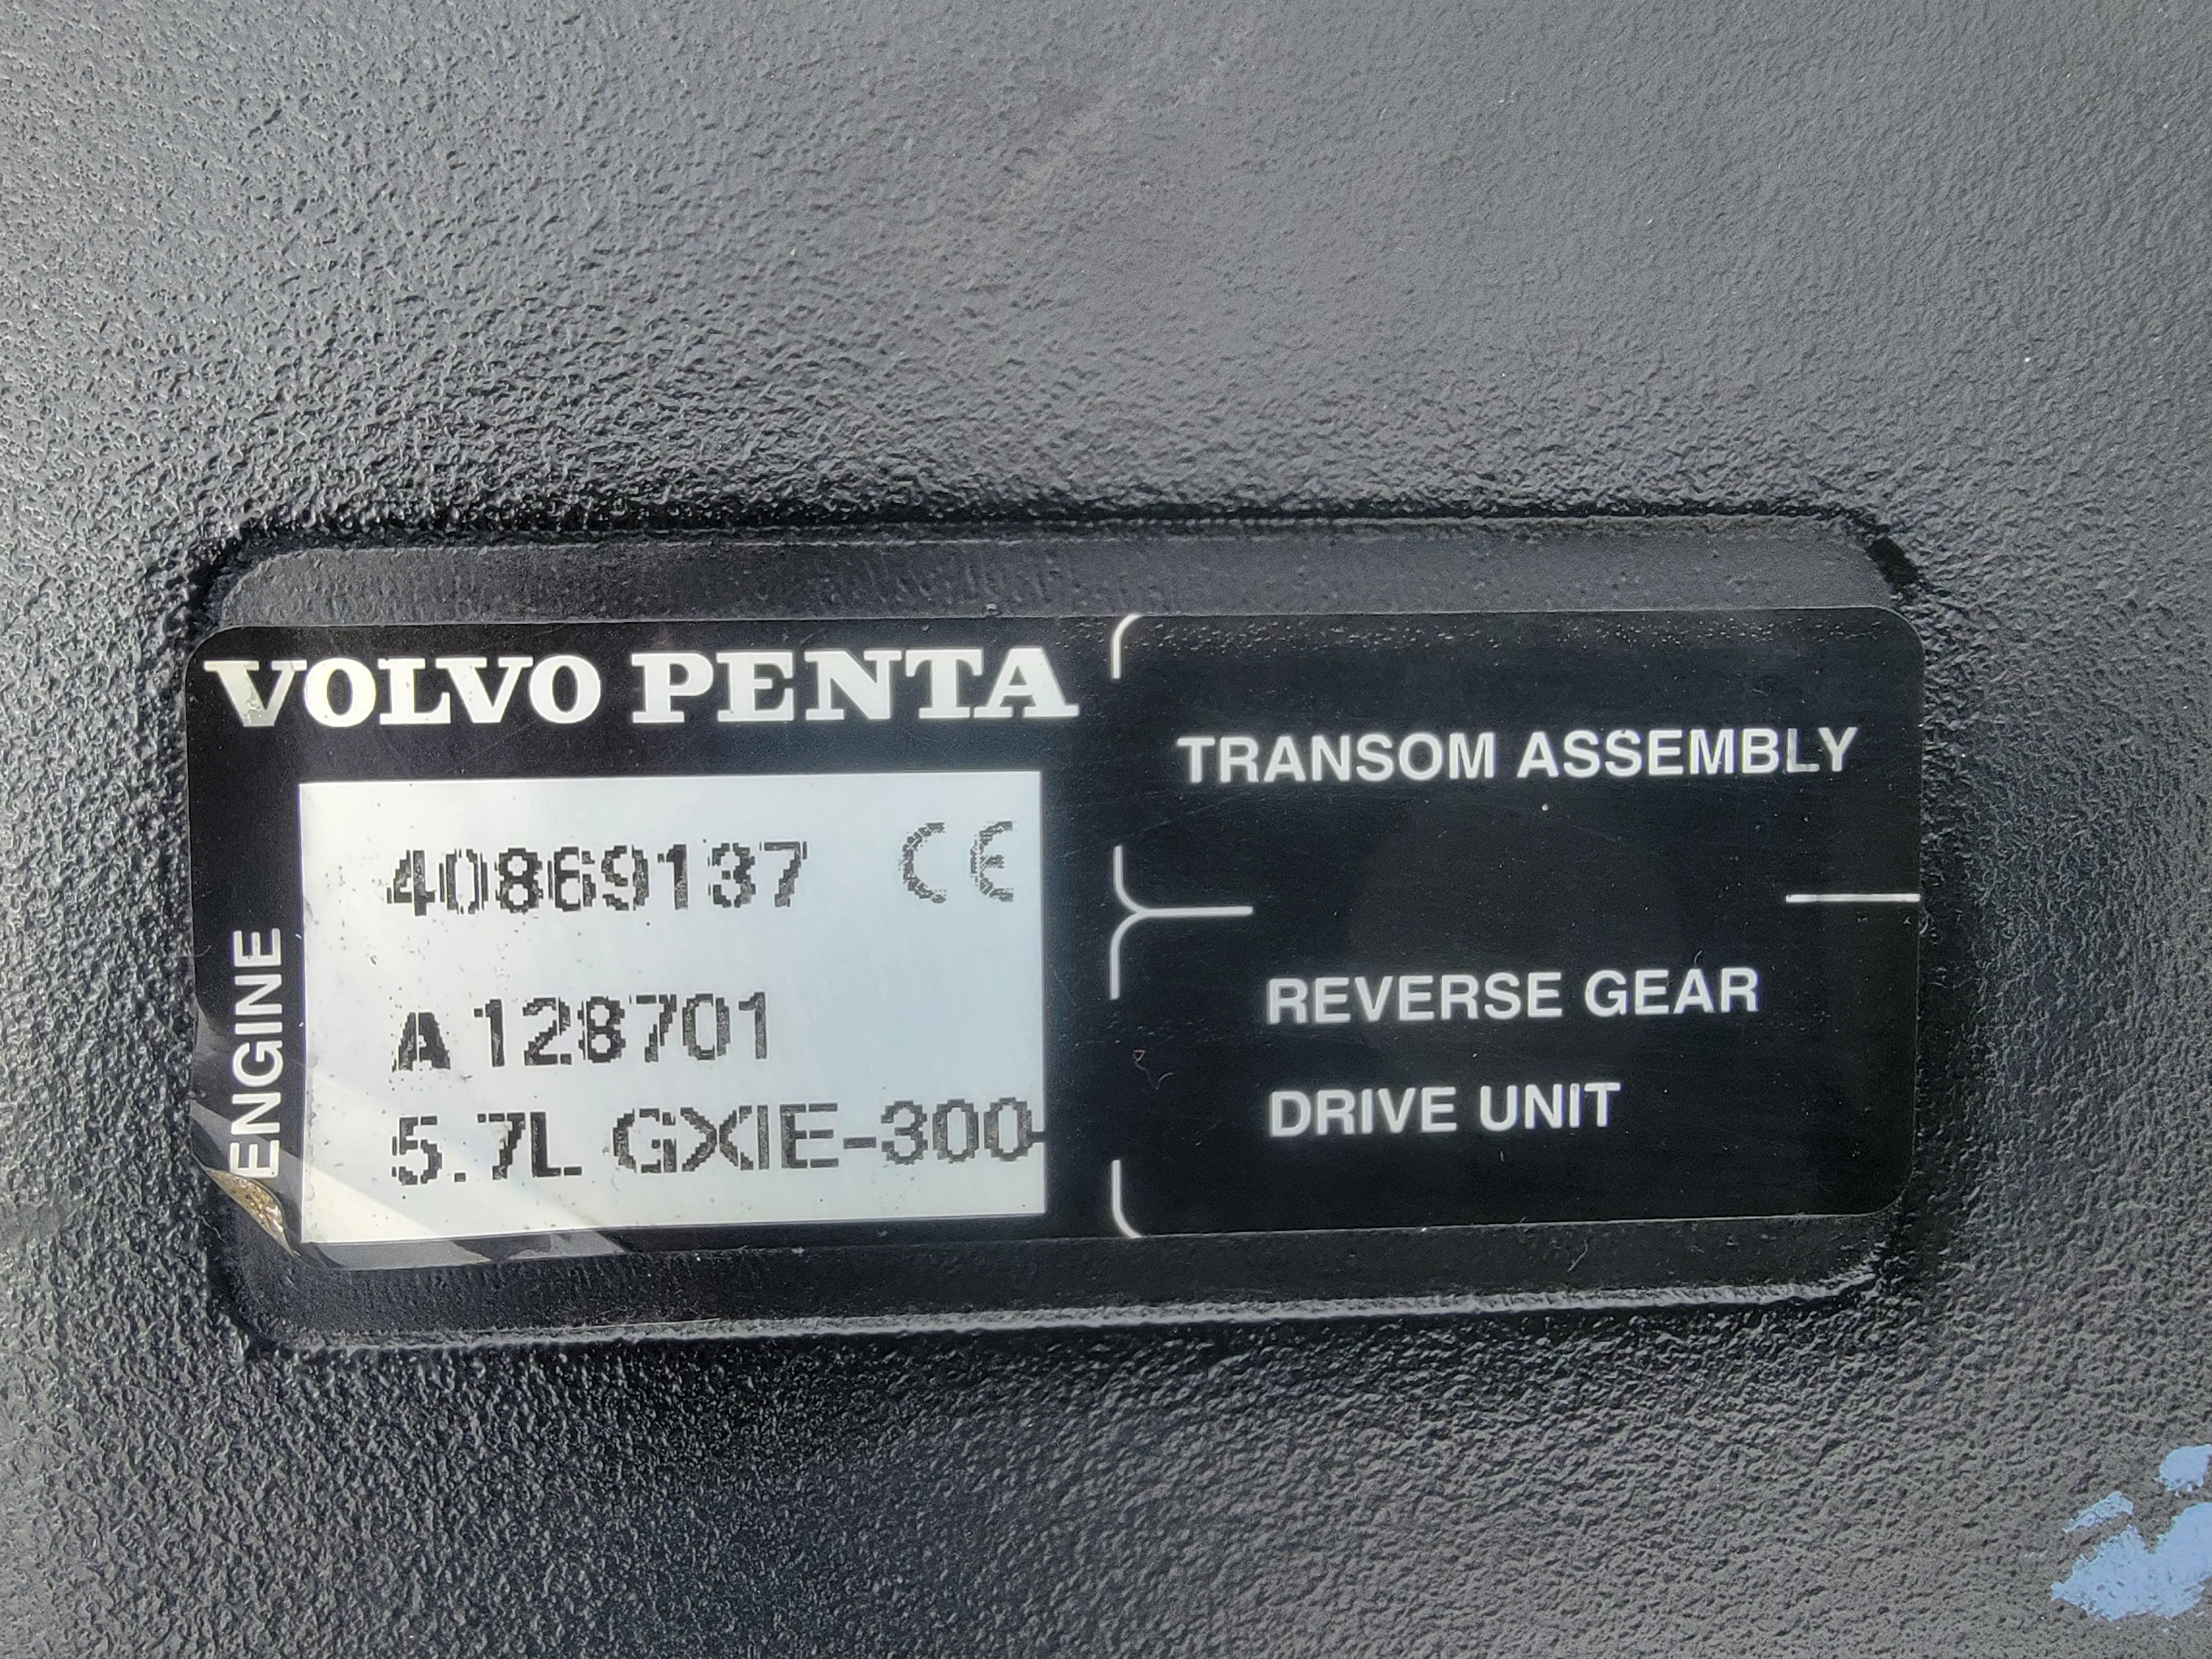 VOLVO PENTA
ENGINE
40869137 CE
A 128701
5.7L GXIE-300-
TRANSOM ASSEMBLY
REVERSE GEAR
DRIVE UNIT